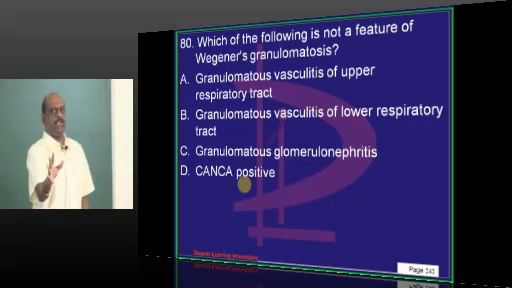 80. Which of the following is not a feature of
Wegener's granulomatosis?
A. Granulomatous vasculitis of upper
respiratory tract
B. Granulomatous vasculitis of lower respiratory
tract
C. Granulomatous glomerulonephritis
D. CANCA positive
Page 243